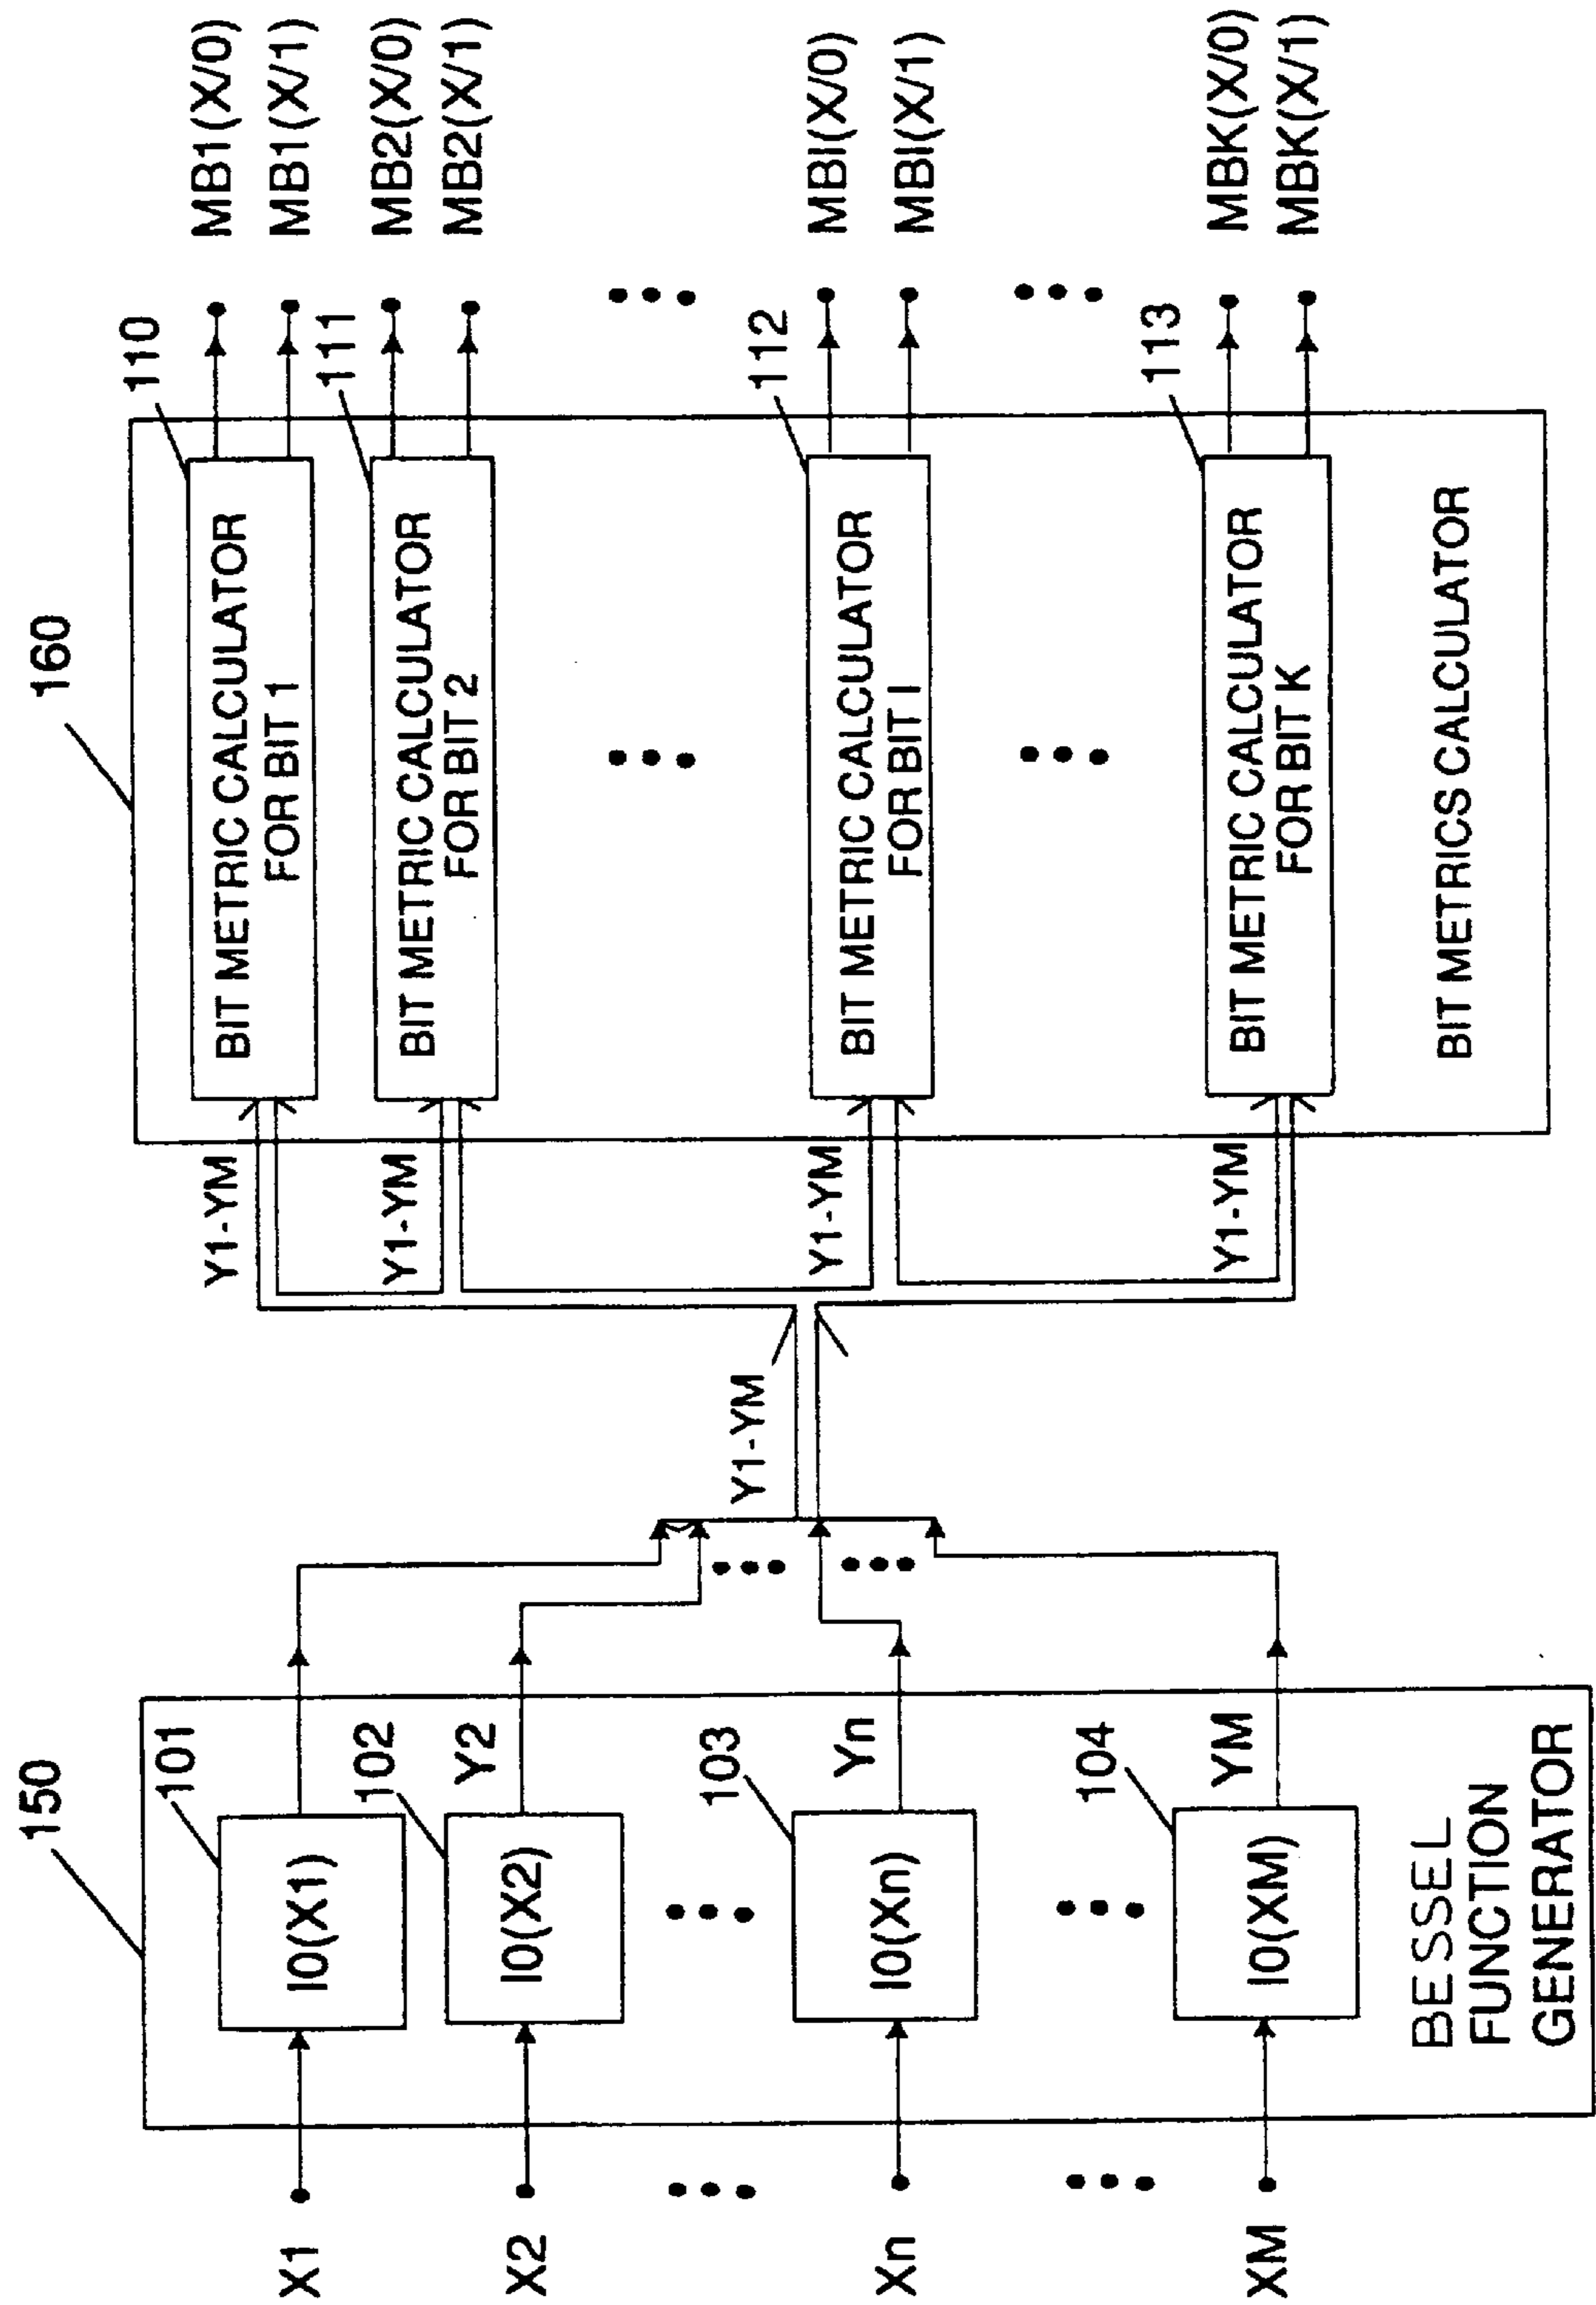 150
101
I0(X1)
X1
102
Y2
I0(X2)
X2
103
Yn
I0(Xn)
Xn
104
YM
I0(XM)
XM
BESSEL
FUNCTION
GENERATOR
Y1-YM
Y1-YM
Y1-YM
Y1-YM
Y1-YM
160
110
BIT METRIC CALCULATOR
FOR BIT 1
MB1(X/0)
MB1(X/1)
111
BIT METRIC CALCULATOR
FOR BIT 2
MB2(X/0)
MB2(X/1)
112
BIT METRIC CALCULATOR
FOR BIT I
MBI(X/0)
MBI(X/1)
113
BIT METRIC CALCULATOR
FOR BIT K
MBK(X/0)
MBK(X/1)
BIT METRICS CALCULATOR